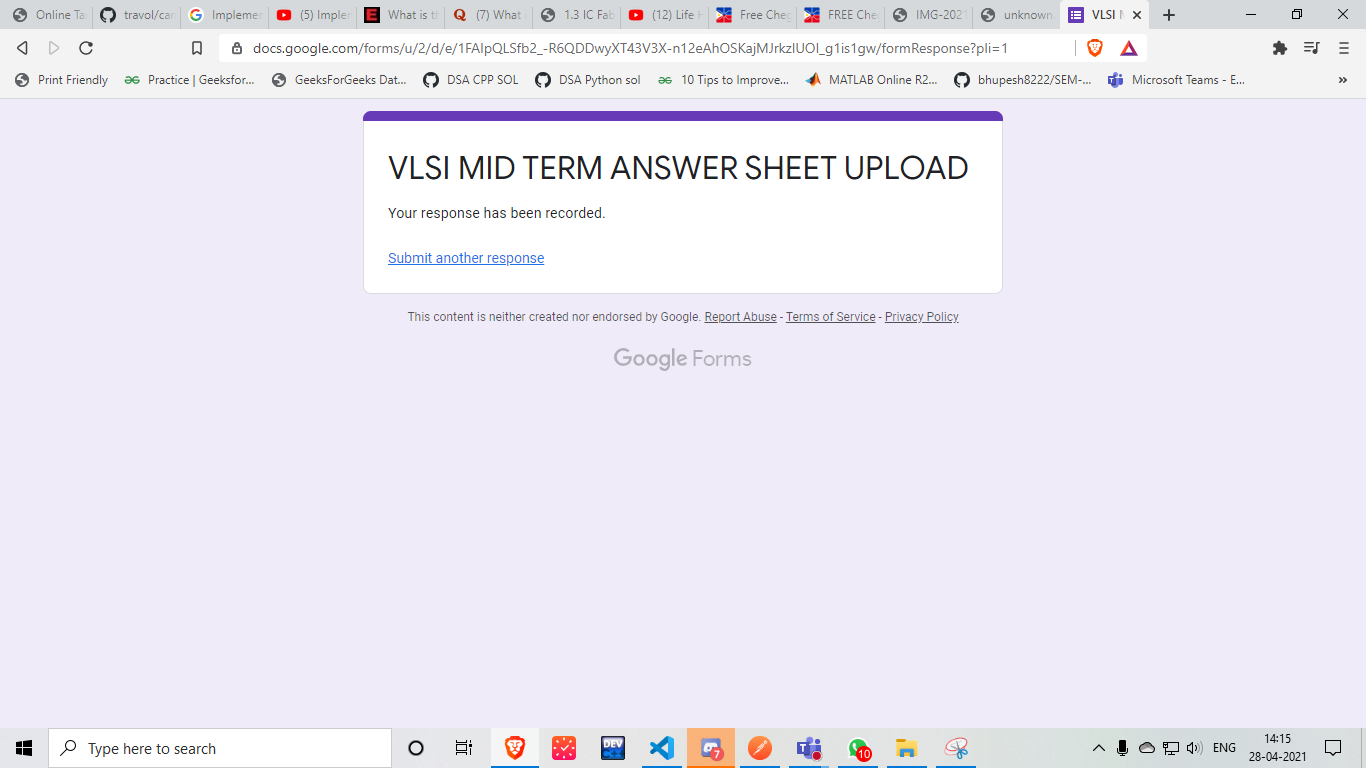 Online Ta
travol/car
Implemen
(5) Implen
What is th
(7) What i
1.3 IC Fab
(12) Life H
Free Cheg
FREE Che
IMG-2021
unknown.
VLSI M
docs.google.com/forms/u/2/d/e/1FAIpQLSfb2_-R6QDDwyXT43V3X-n12eAhOSKajMJrkzIUOI_g1is1gw/formResponse?pli=1
Print Friendly
Practice | Geeksfor...
GeeksForGeeks Dat...
DSA CPP SOL
DSA Python sol
10 Tips to Improve...
MATLAB Online R2...
bhupesh8222/SEM-...
Microsoft Teams - E...
»
VLSI MID TERM ANSWER SHEET UPLOAD
Your response has been recorded.
Submit another response
This content is neither created nor endorsed by Google. Report Abuse - Terms of Service - Privacy Policy
Google Forms
Type here to search
DEV C++
7
10
ENG
14:15
28-04-2021